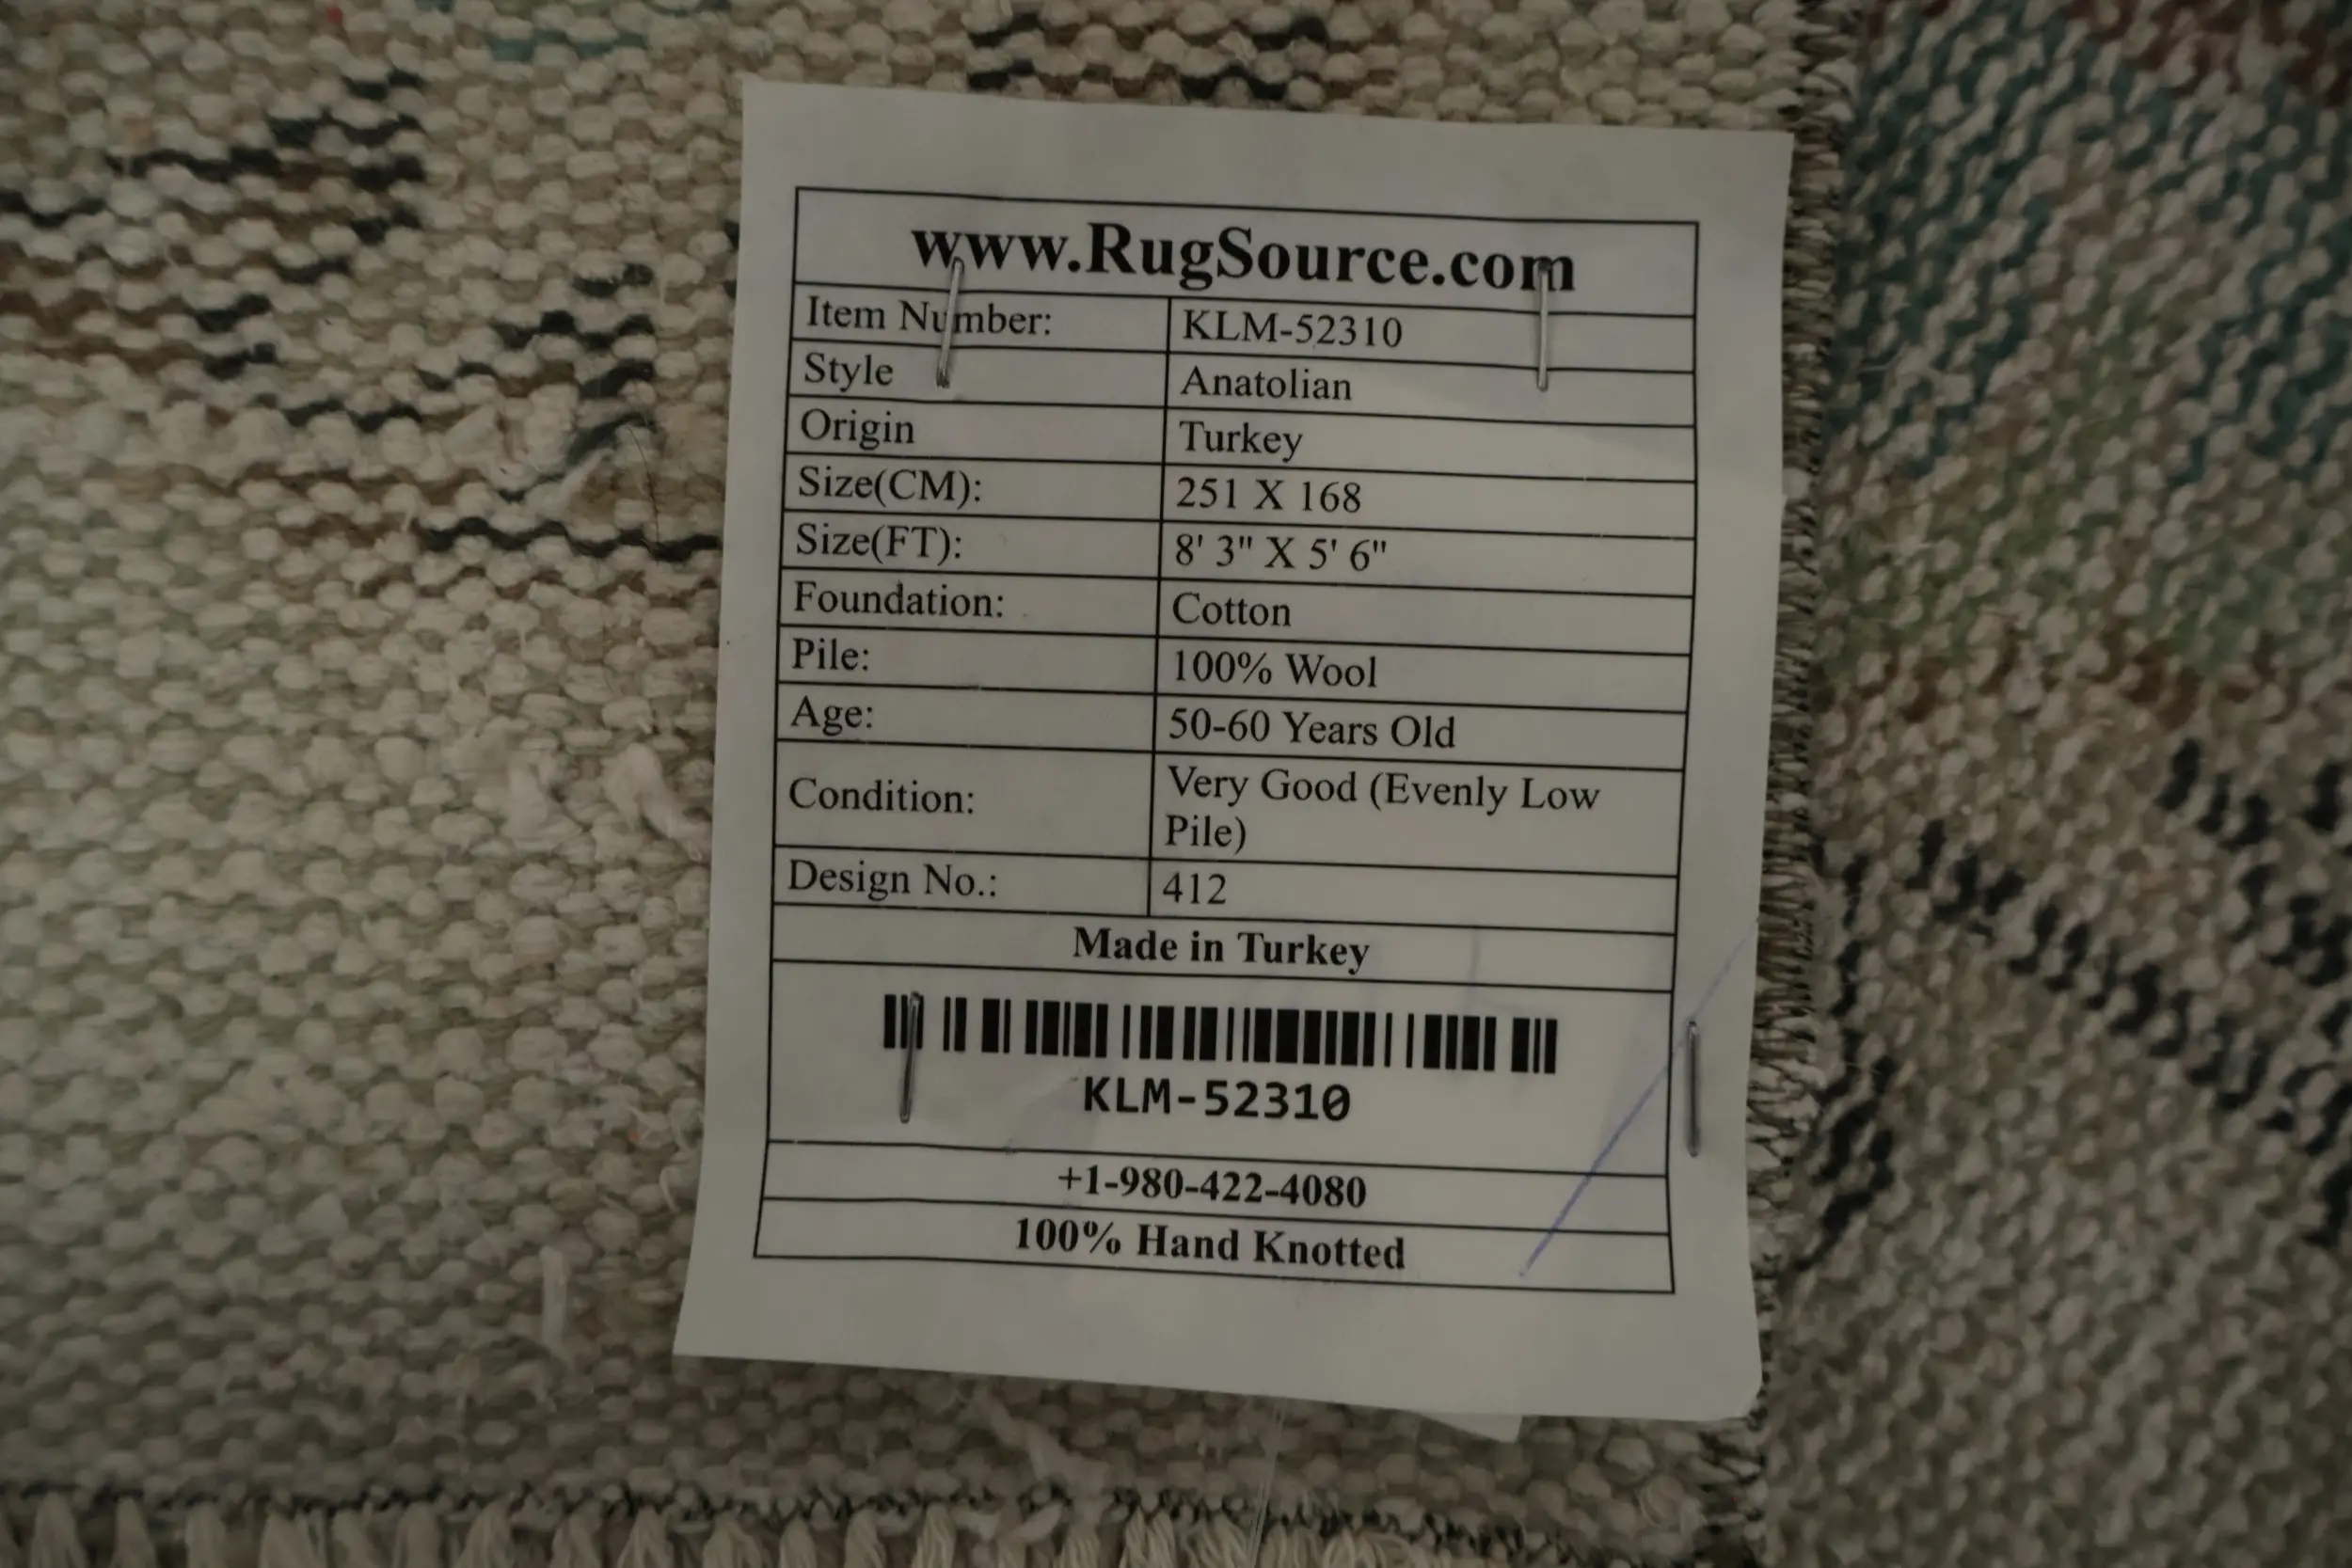 www.RugSource.com
Item Number: KLM-52310
Style Anatolian
Origin Turkey
Size(CM): 251 X 168
Size(FT): 8' 3" X 5' 6"
Foundation: Cotton
Pile: 100% Wool
Age: 50-60 Years Old
Condition: Very Good (Evenly Low
Pile)
Design No.: 412
Made in Turkey
KLM-52310
+1-980-422-4080
100% Hand Knotted